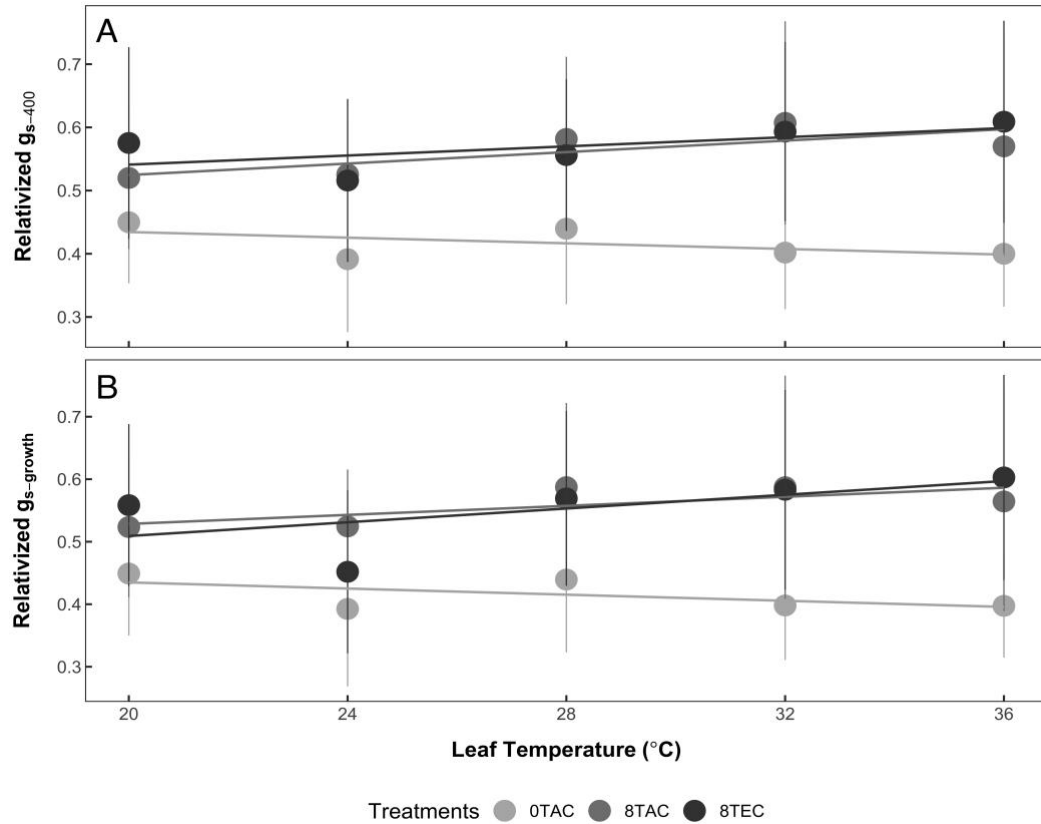 A
0.7
0.6
0.5
0.4
0.3
Relativized gs−400
B
0.7
0.6
0.5
0.4
0.3
Relativized gs−growth
20 24 28 32 36
Leaf Temperature (°C)
Treatments 0TAC 8TAC 8TEC